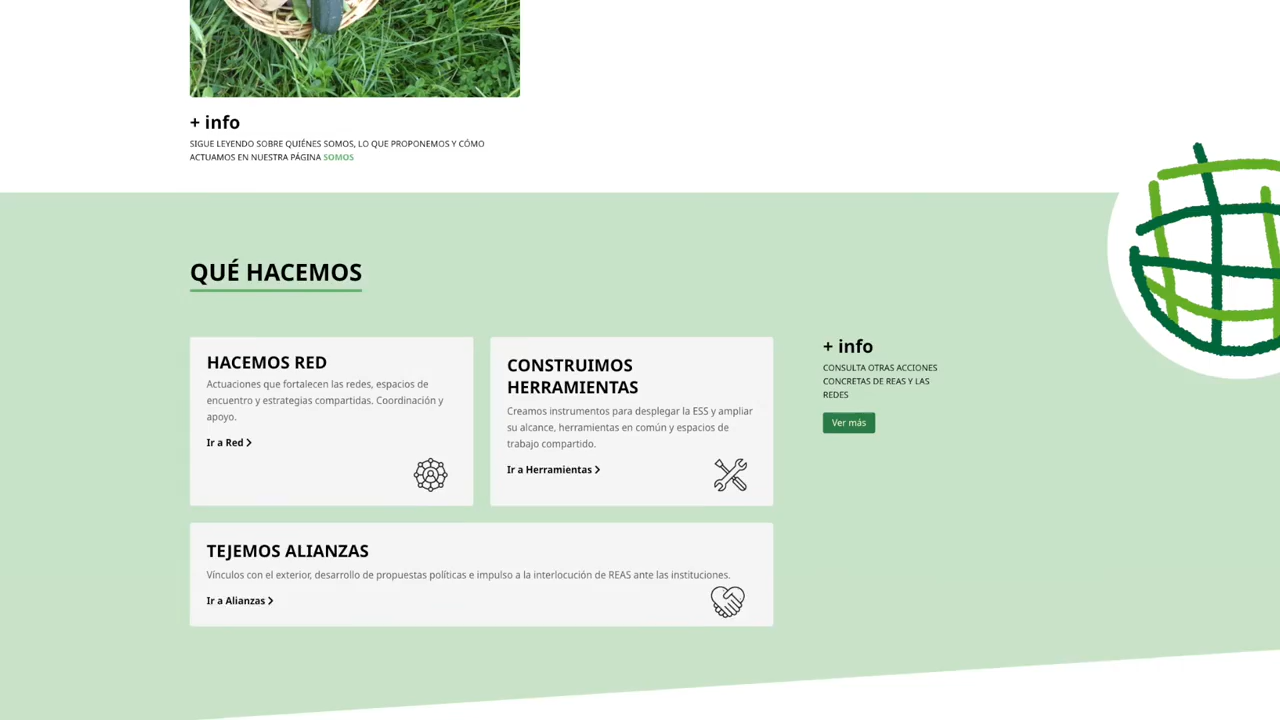 + info
SIGUE LEYENDO SOBRE QUIÉNES SOMOS, LO QUE PROPONEMOS Y CÓMO
ACTUAMOS EN NUESTRA PÁGINA SOMOS
QUÉ HACEMOS
HACEMOS RED
Actuaciones que fortalecen las redes, espacios de
encuentro y estrategias compartidas. Coordinación y
apoyo.
Ir a Red
CONSTRUIMOS
HERRAMIENTAS
Creamos instrumentos para desplegar la ESS y ampliar
su alcance, herramientas en común y espacios de
trabajo compartido.
Ir a Herramientas
+ info
CONSULTA OTRAS ACCIONES
CONCRETAS DE REAS Y LAS
REDES
Ver más
TEJEMOS ALIANZAS
Vínculos con el exterior, desarrollo de propuestas políticas e impulso a la interlocución de REAS ante las instituciones.
Ir a Alianzas